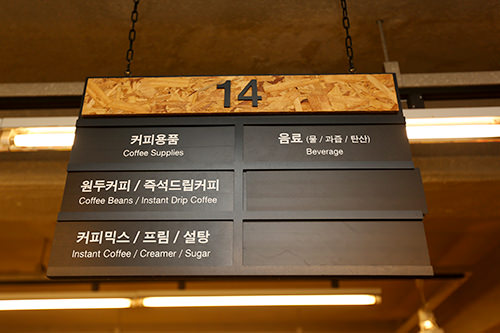 14
커피용품
Coffee Supplies
원두커피 / 즉석드립커피
Coffee Beans / Instant Drip Coffee
커피믹스 / 프림 / 설탕
Instant Coffee / Creamer / Sugar
음료 (물 / 과즙 / 탄산)
Beverage